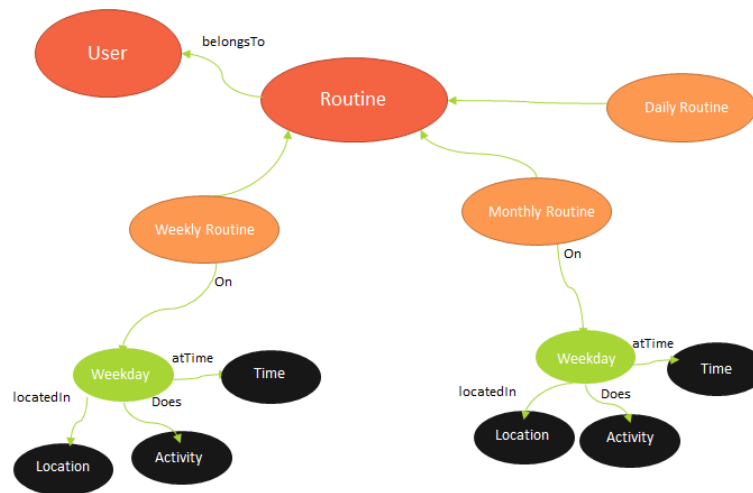 User
belongsTo
Routine
Daily Routine
Weekly Routine
Monthly Routine
On
On
Weekday
atTime
Time
locatedIn
Does
Location
Activity
Weekday
atTime
Time
locatedIn
Does
Location
Activity